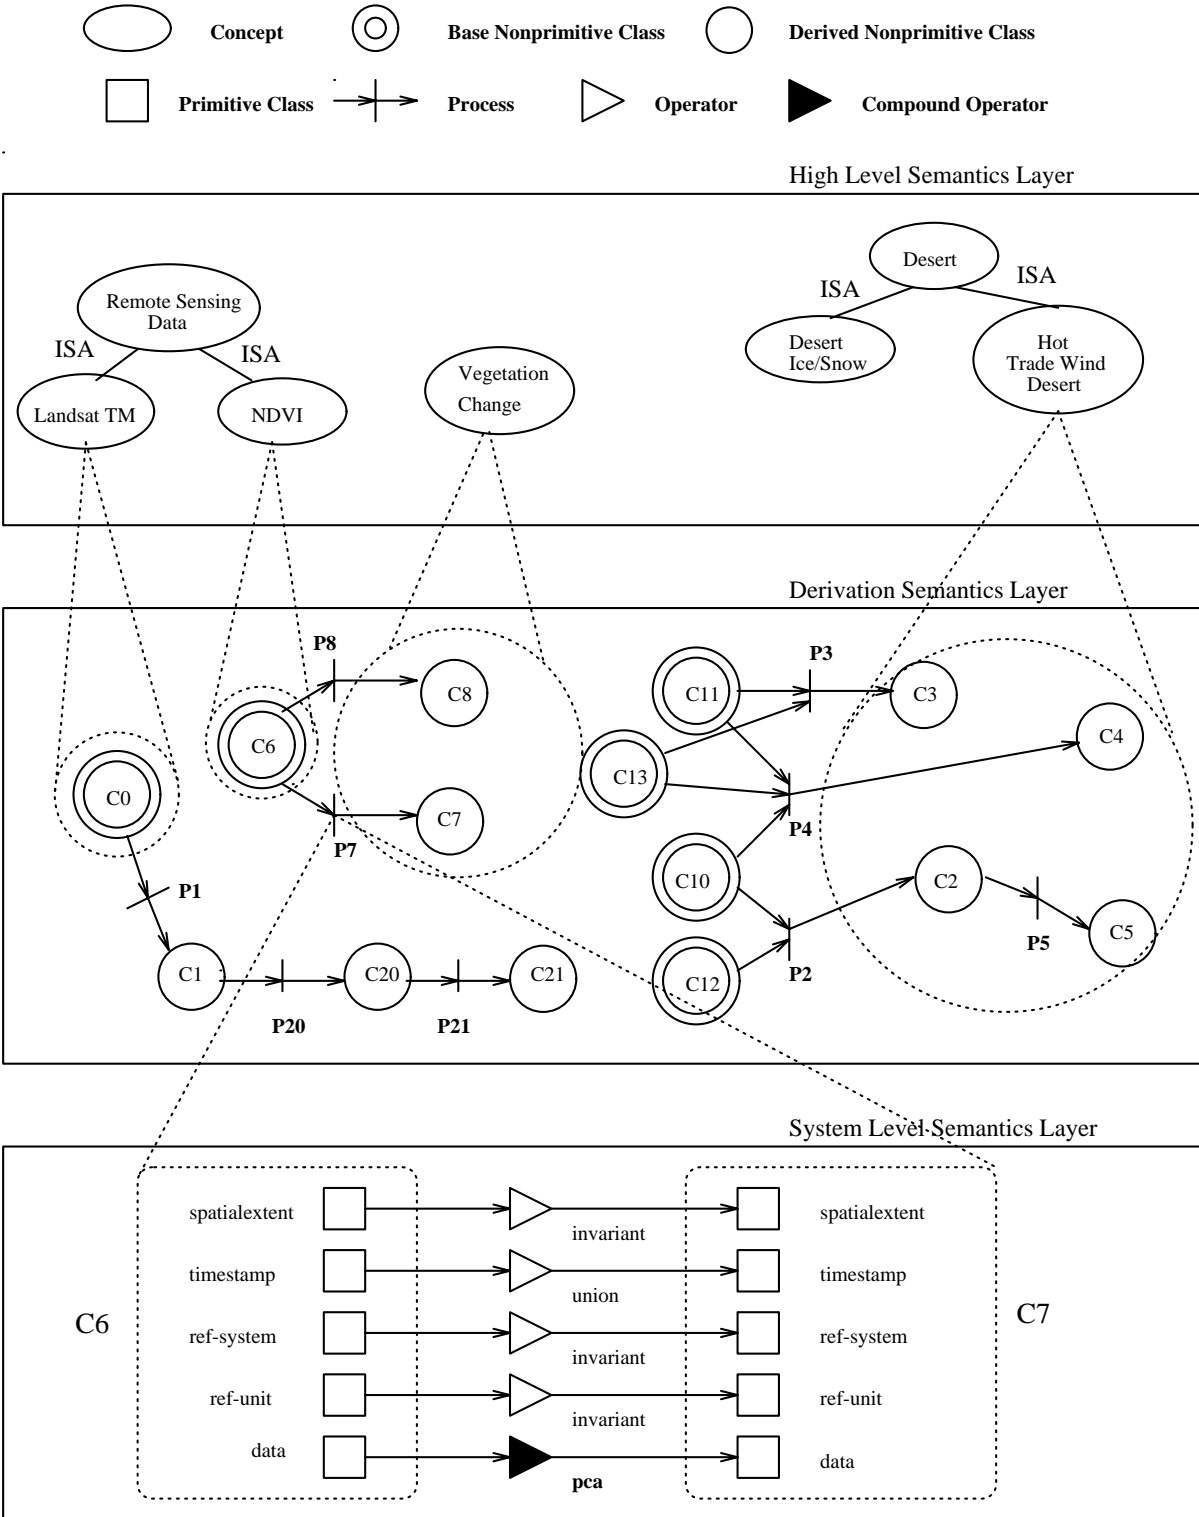 Concept
Base Nonprimitive Class
Derived Nonprimitive Class
Primitive Class
Process
Operator
Compound Operator
High Level Semantics Layer
Desert
ISA
ISA
Remote Sensing
Data
ISA
ISA
Landsat TM
NDVI
Vegetation
Change
Desert
Ice/Snow
Hot
Trade Wind
Desert
Derivation Semantics Layer
P8
P3
C8
C11
C3
C6
C4
C0
C13
C7
P4
P7
P1
C10
C2
C5
P5
C1
C20
C21
C12
P2
P20
P21
System Level Semantics Layer
spatialextent
invariant
spatialextent
timestamp
union
timestamp
C6
C7
ref-system
invariant
ref-system
ref-unit
invariant
ref-unit
data
pca
data